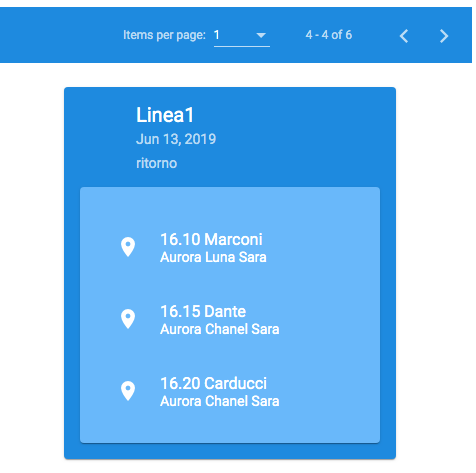 Items per page: 1 4 - 4 of 6
Linea1
Jun 13, 2019
ritorno
16.10 Marconi
Aurora Luna Sara
16.15 Dante
Aurora Chanel Sara
16.20 Carducci
Aurora Chanel Sara